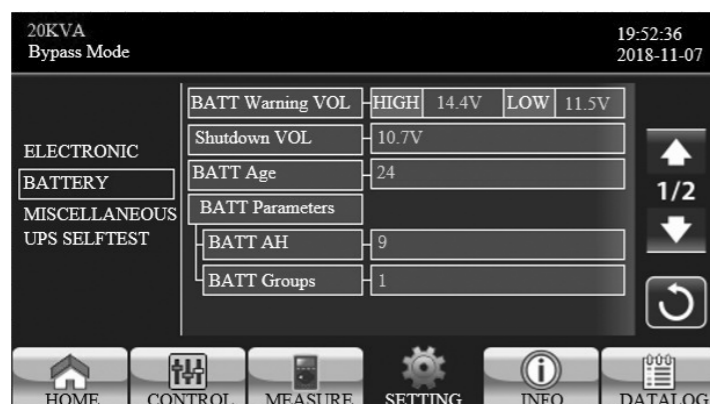 20KVA 19:52:36
Bypass Mode 2018-11-07
BATT Warning VOL HIGH 14.4V LOW 11.5V
Shutdown VOL 10.7V
ELECTRONIC
BATT Age 24
BATTERY
1/2
MISCELLANEOUS
BATT Parameters
UPS SELFTEST
BATT AH 9
BATT Groups 1
HOME CONTROL MEASURE SETTING INFO DATALOG